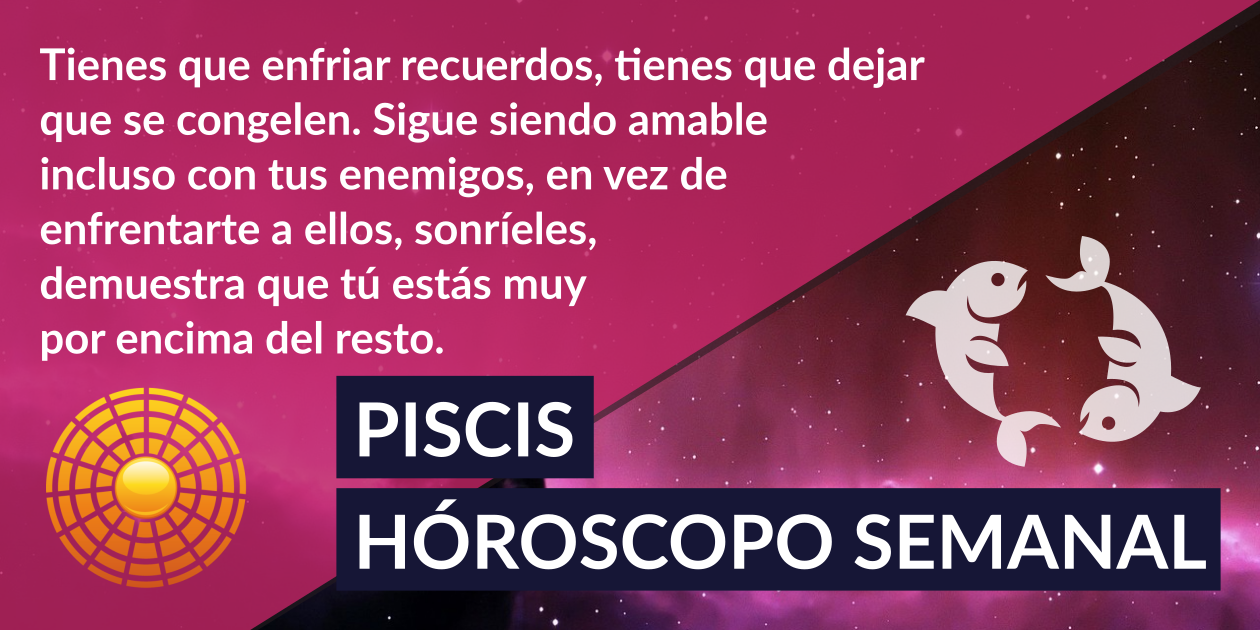 Tienes que enfriar recuerdos, tienes que dejar
que se congelen. Sigue siendo amable
incluso con tus enemigos, en vez de
enfrentarte a ellos, sonríeles,
demuestra que tú estás muy
por encima del resto.
PISCIS
HÓROSCOPO SEMANAL